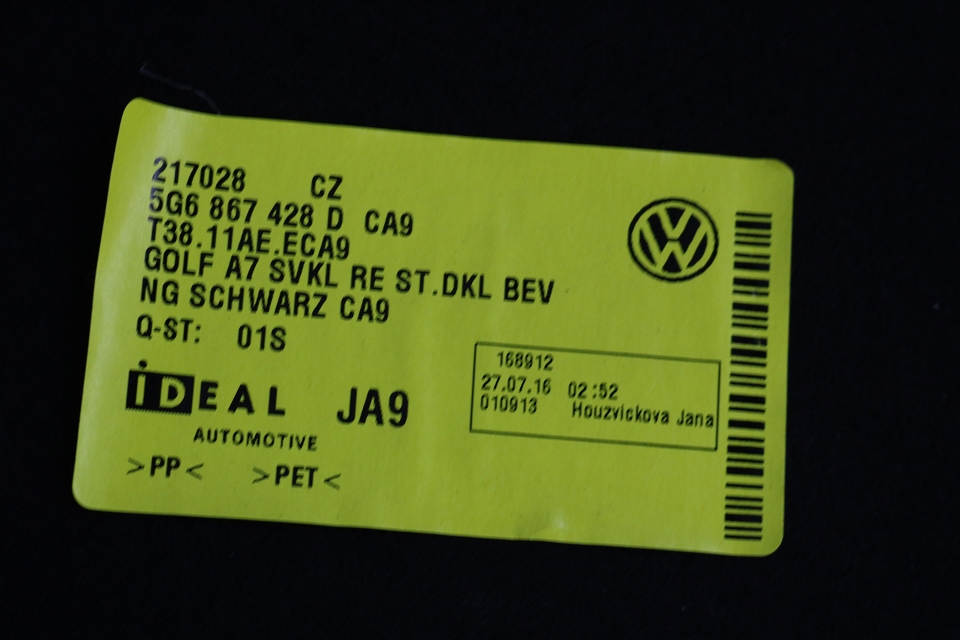 217028 CZ
5G6 867 428 D CA9
T38.11AE.ECA9
GOLF A7 SVKL RE ST.DKL BEV
NG SCHWARZ CA9
Q-ST: 01S
iDEAL JA9
AUTOMOTIVE
>PP< >PET<
VW
168912
27.07.16 02:52
010913 Houzvickova Jana